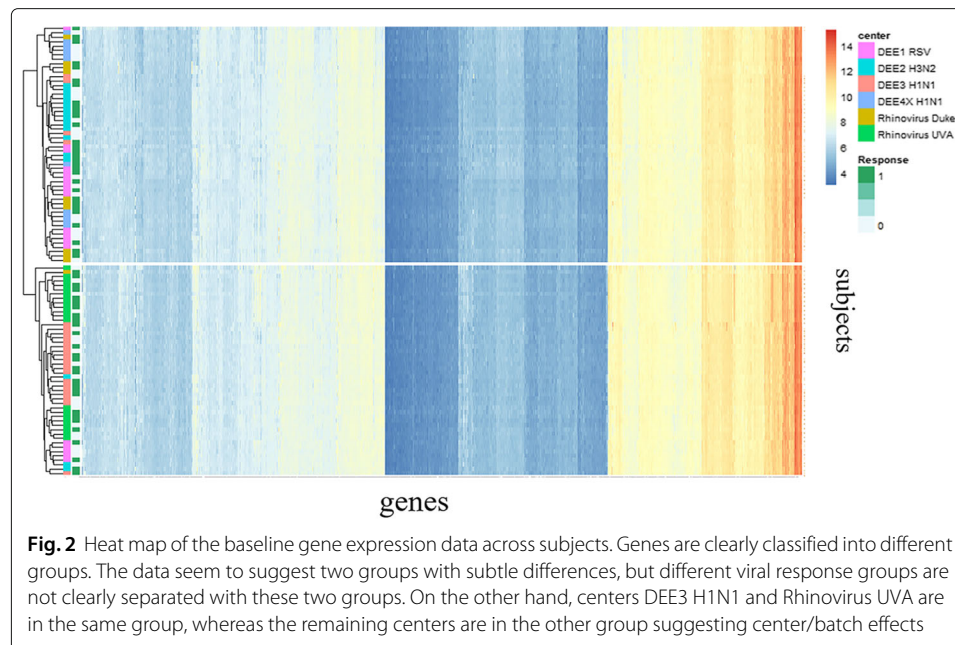 center
DEE1 RSV
DEE2 H3N2
DEE3 H1N1
DEE4X H1N1
Rhinovirus Duke
Rhinovirus UVA
14
12
10
8
6
4
Response
1
0
subjects
genes
Fig. 2 Heat map of the baseline gene expression data across subjects. Genes are clearly classified into different
groups. The data seem to suggest two groups with subtle differences, but different viral response groups are
not clearly separated with these two groups. On the other hand, centers DEE3 H1N1 and Rhinovirus UVA are
in the same group, whereas the remaining centers are in the other group suggesting center/batch effects